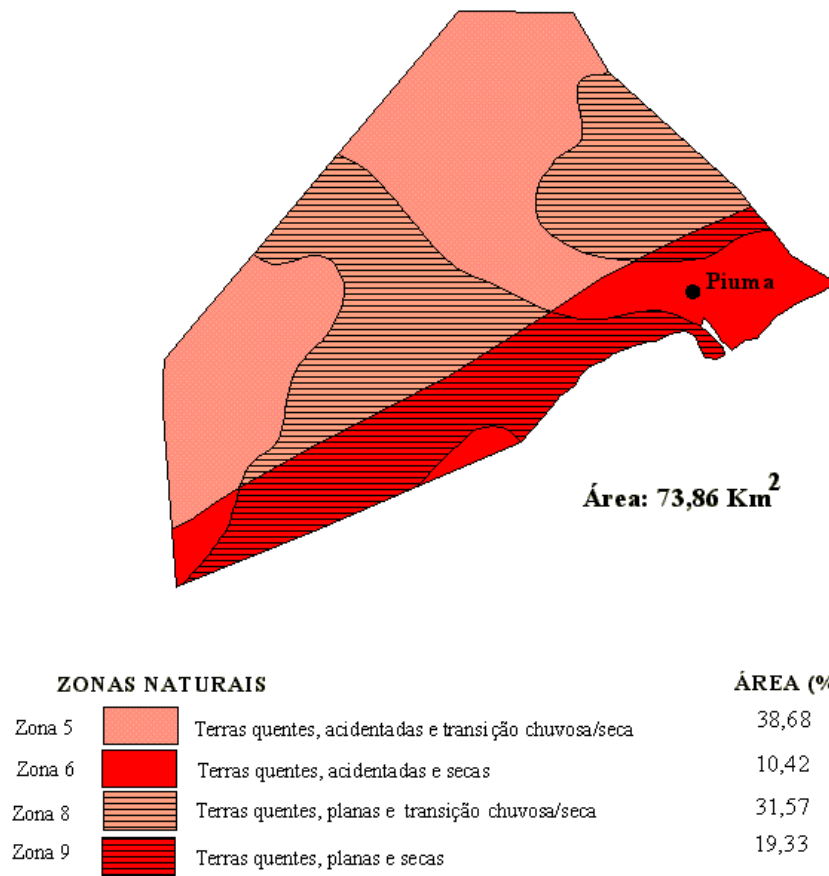 Piuma
Área: 73,86 Km²
ZONAS NATURAIS ÁREA (%
Zona 5 Terras quentes, acidentadas e transição chuvosa/seca 38,68
Zona 6 Terras quentes, acidentadas e secas 10,42
Zona 8 Terras quentes, planas e transição chuvosa/seca 31,57
Zona 9 Terras quentes, planas e secas 19,33